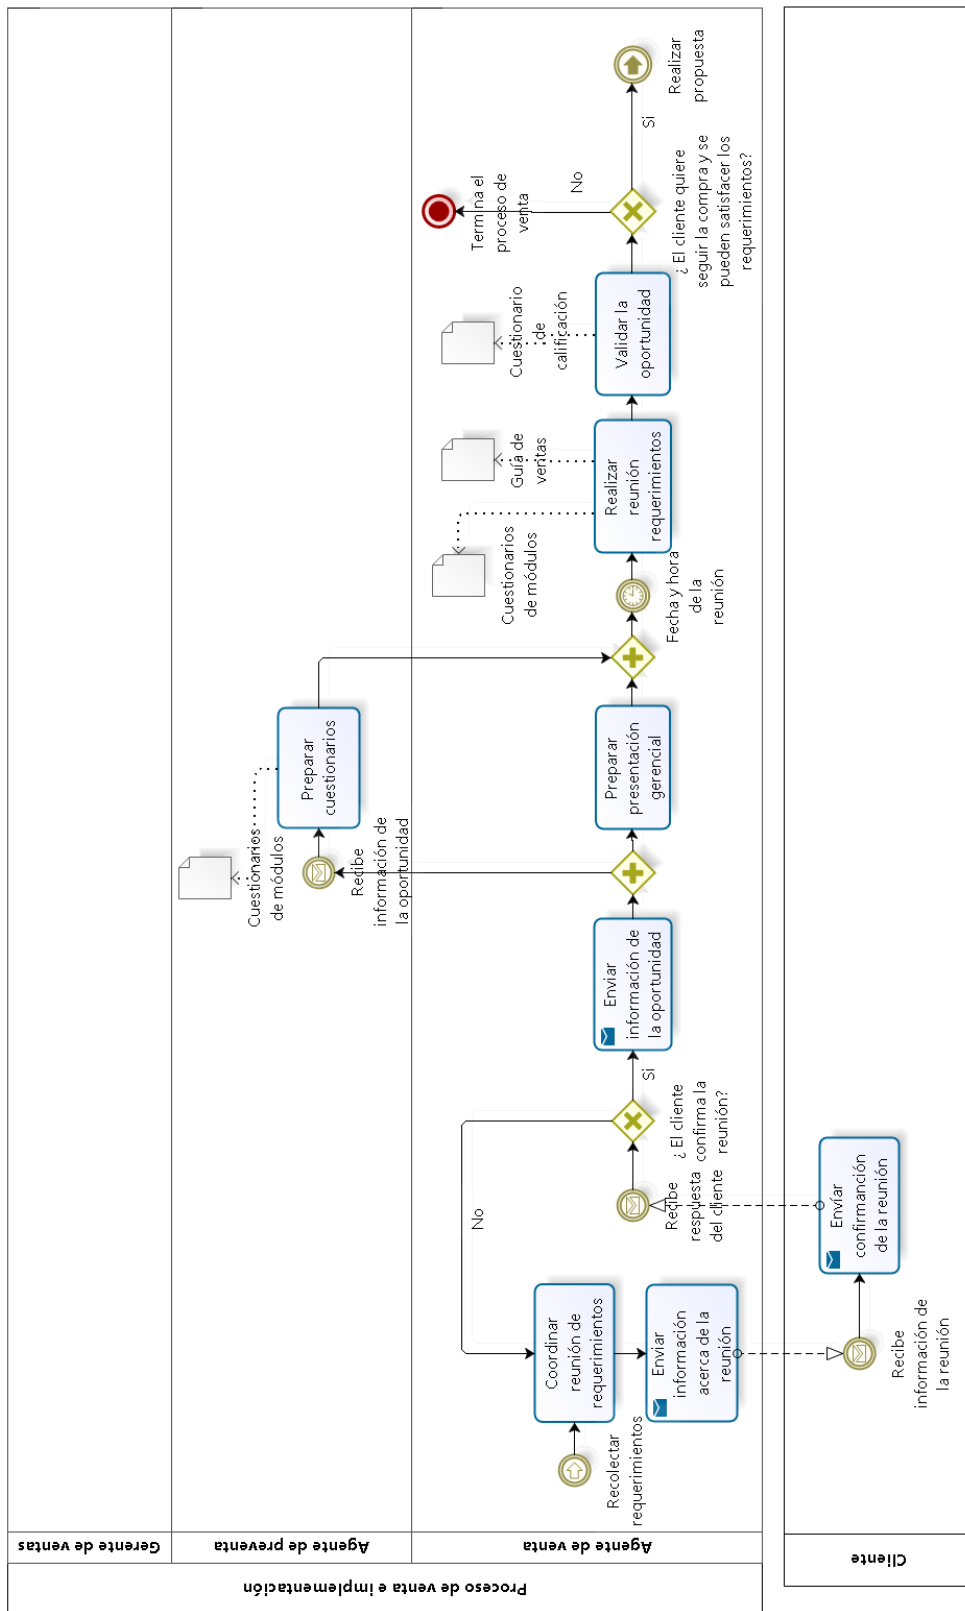 Proceso de venta e implementación
Gerente de ventas
Agente de preventa
Agente de venta
Cliente
Cuestionarios
de módulos
Preparar
cuestionarios
Recibe
información de
la oportunidad
Recolectar
requerimientos
Coordinar
reunión de
requerimientos
Enviar
información
acerca de la
reunión
No
Recibe
respuesta
del cliente
¿ El cliente
confirma la
reunión?
Si
Enviar
información de
la oportunidad
Preparar
presentación
gerencial
Fecha y hora
de la
reunión
Cuestionarios
de módulos
Guía de
ventas
Realizar
reunión
requerimientos
Cuestionario
de
calificación
Validar la
oportunidad
Termina el
proceso de
venta
No
¿ El cliente quiere
seguir la compra y se
pueden satisfacer los
requerimientos?
Si
Realizar
propuesta
Recibe
información de
la reunión
Envíar
confirmanción
de la reunión